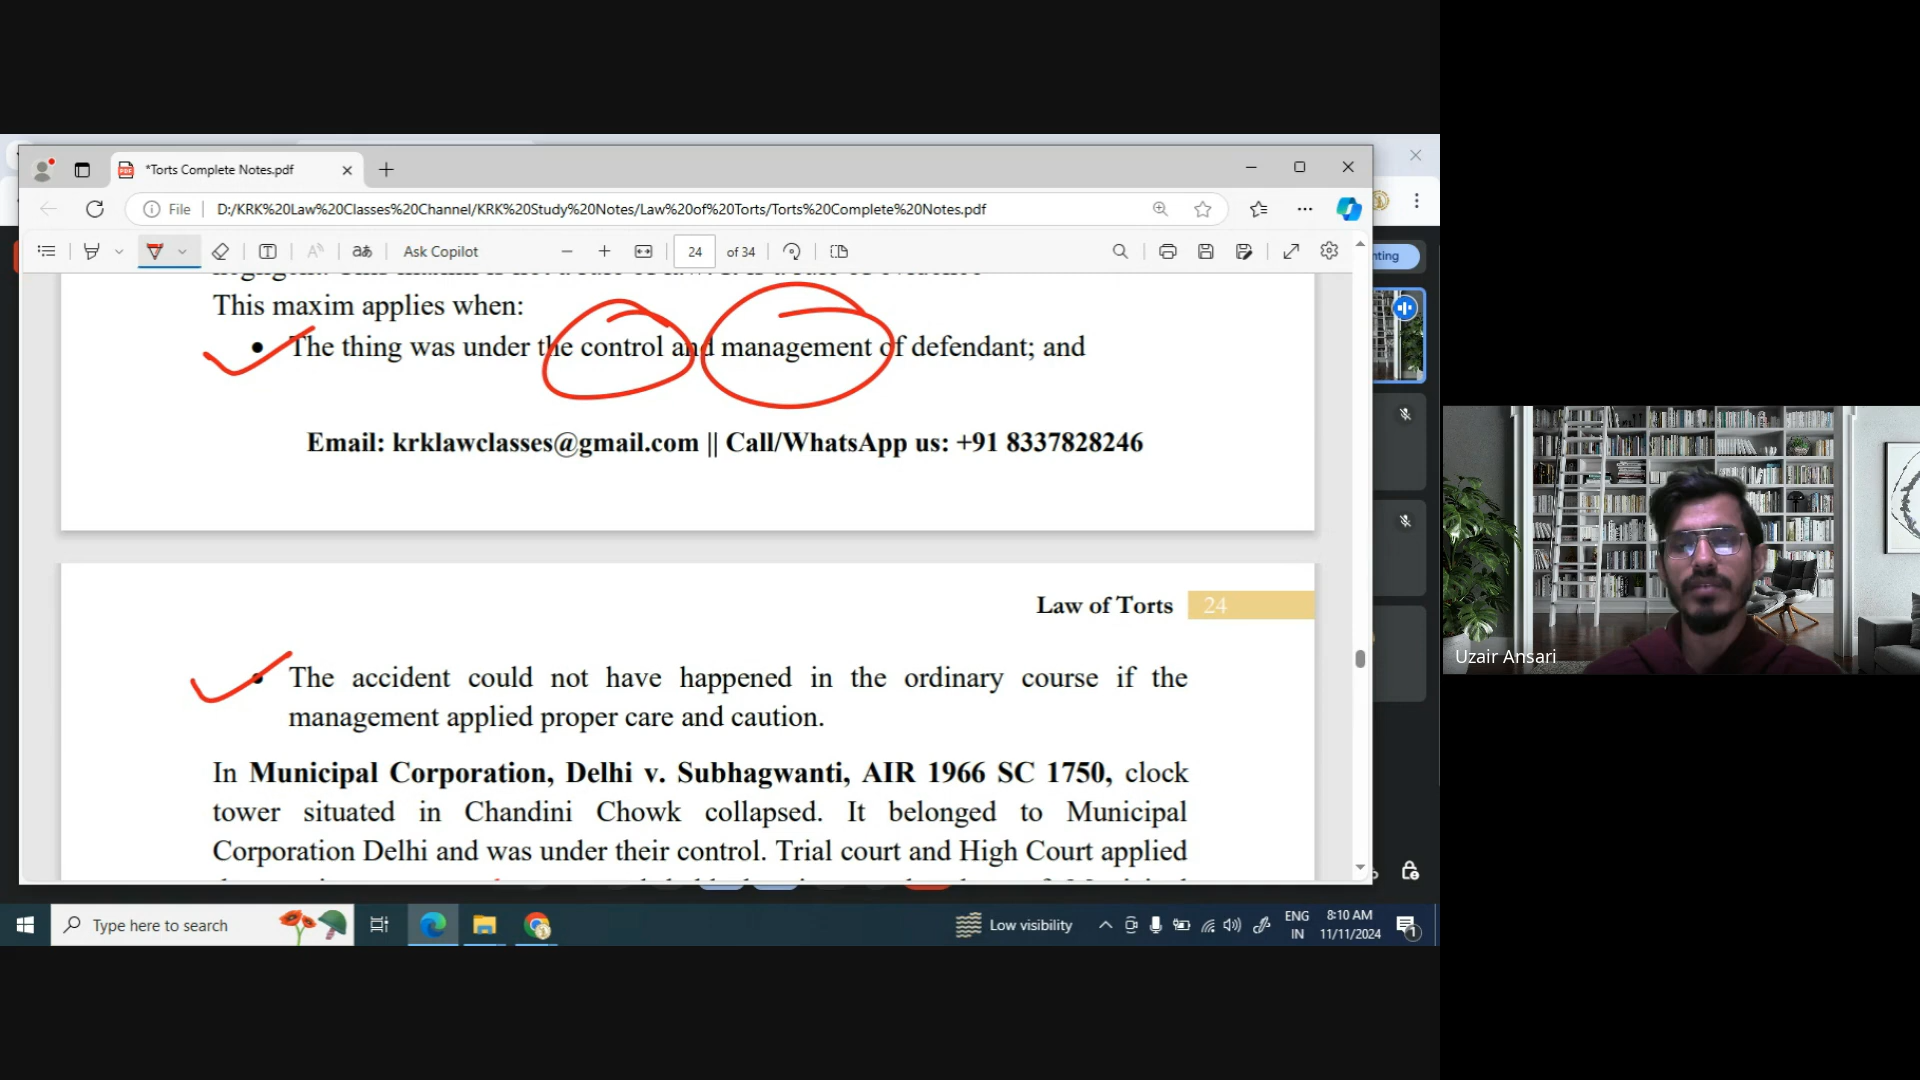 *Torts Complete Notes.pdf
File D:/KRK%20Law%20Classes%20Channel/KRK%20Study%20Notes/Law%20of%20Torts/Torts%20Complete%20Notes.pdf
Ask Copilot 24 of 34
This maxim applies when:
• The thing was under the control and management of defendant; and
Email: krklawclasses@gmail.com || Call/WhatsApp us: +91 8337828246
Law of Torts 24
• The accident could not have happened in the ordinary course if the
management applied proper care and caution.
In Municipal Corporation, Delhi v. Subhagwanti, AIR 1966 SC 1750, clock
tower situated in Chandini Chowk collapsed. It belonged to Municipal
Corporation Delhi and was under their control. Trial court and High Court applied
Uzair Ansari
Type here to search
Low visibility
ENG
IN
8:10 AM
11/11/2024
1